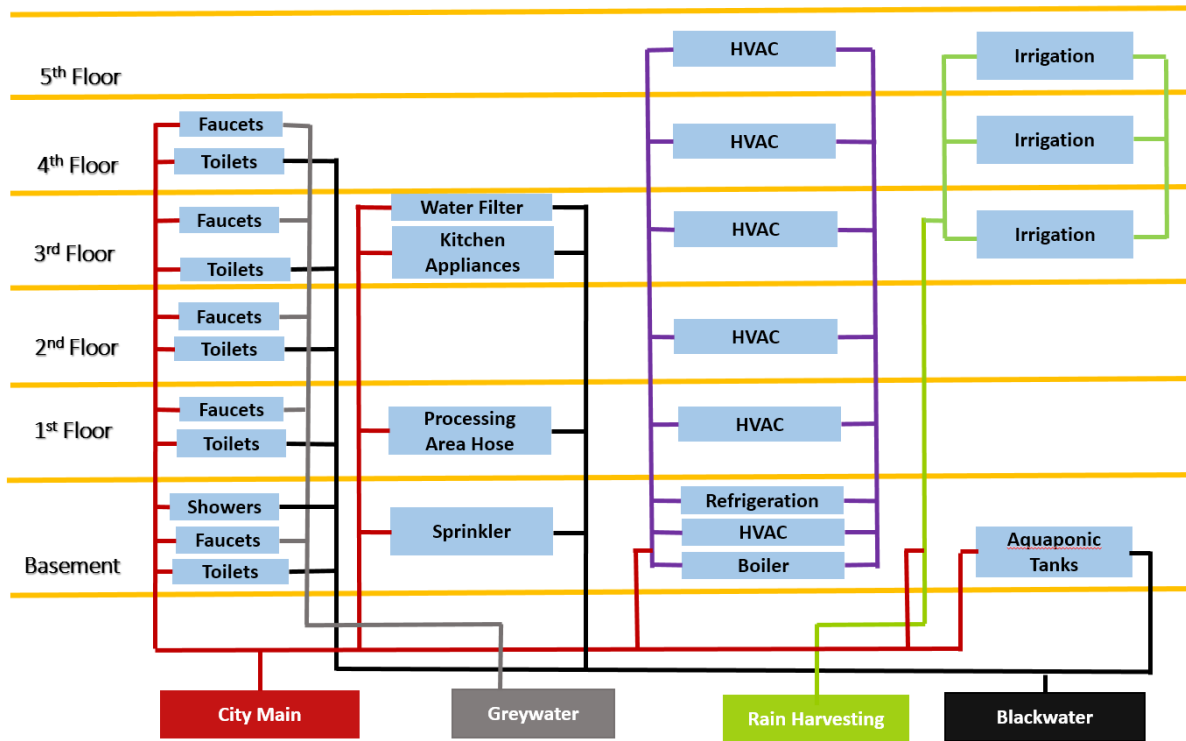 HVAC
Irrigation
5th Floor
Faucets
Toilets
HVAC
Irrigation
4th Floor
Water Filter
Faucets
Kitchen
Appliances
Toilets
HVAC
Irrigation
3rd Floor
Faucets
Toilets
HVAC
2nd Floor
Faucets
Toilets
Processing
Area Hose
HVAC
1st Floor
Showers
Faucets
Toilets
Sprinkler
Refrigeration
HVAC
Boiler
Aquaponic
Tanks
Basement
City Main
Greywater
Rain Harvesting
Blackwater